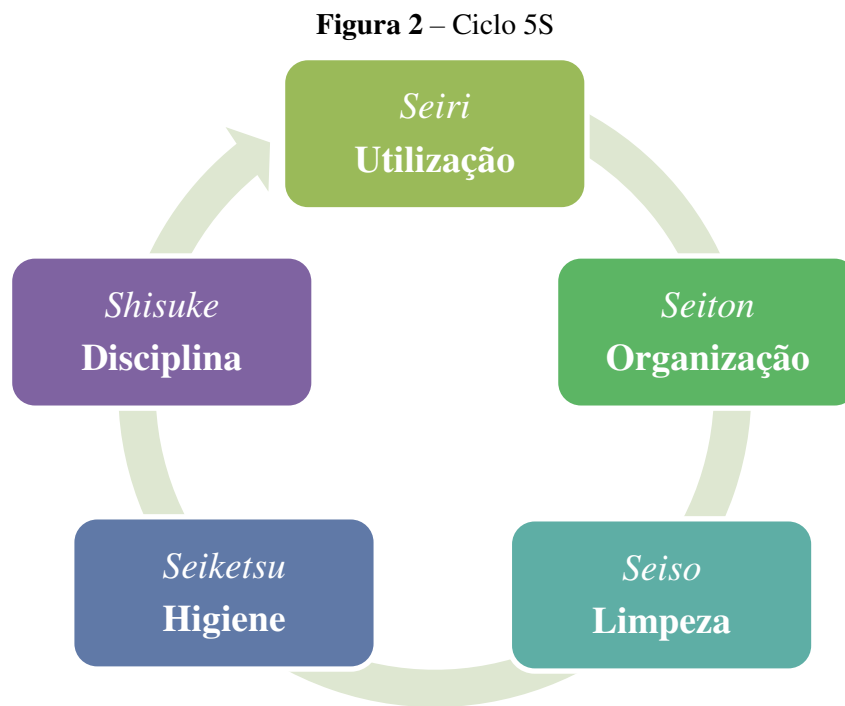 Figura 2 – Ciclo 5S
Seiri
Utilização
Seiton
Organização
Seiso
Limpeza
Seiketsu
Higiene
Shisuke
Disciplina